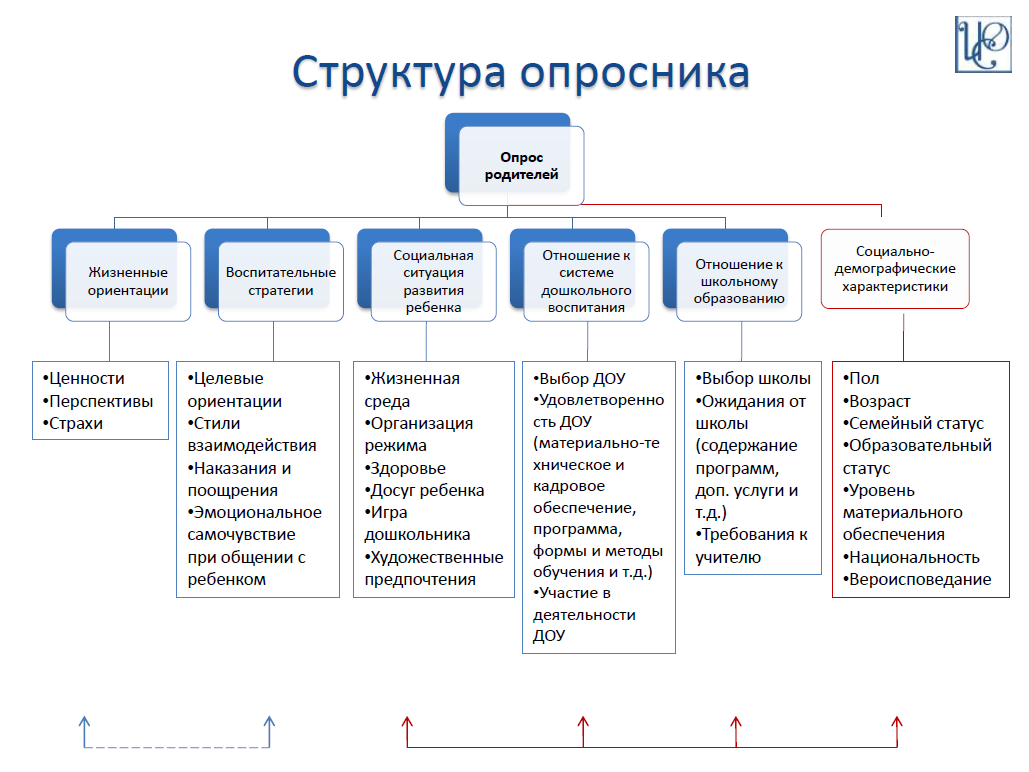 Структура опросника
Опрос
родителей
Жизненные
ориентации
Воспитательные
стратегии
Социальная
ситуация
развития
ребенка
Отношение к
системе
дошкольного
воспитания
Отношение к
школьному
образованию
Социально-
демографические
характеристики
•Ценности
•Перспективы
•Страхи
•Целевые
ориентации
•Стили
взаимодействия
•Наказания и
поощрения
•Эмоциональное
самочувствие
при общении с
ребенком
•Жизненная
среда
•Организация
режима
•Здоровье
•Досуг ребенка
•Игра
дошкольника
•Художественные
предпочтения
•Выбор ДОУ
•Удовлетворенно
сть ДОУ
(материально-те
хническое и
кадровое
обеспечение,
программа,
формы и методы
обучения и т.д.)
•Участие в
деятельности
ДОУ
•Выбор школы
•Ожидания от
школы
(содержание
программ,
доп. услуги и
т.д.)
•Требования к
учителю
•Пол
•Возраст
•Семейный статус
•Образовательный
статус
•Уровень
материального
обеспечения
•Национальность
•Вероисповедание